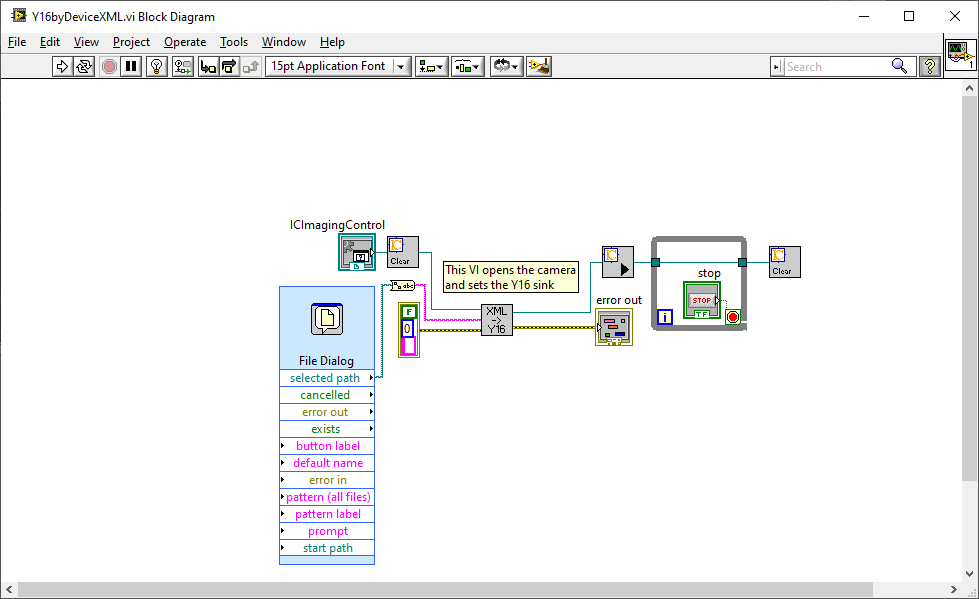 Y16byDeviceXML.vi Block Diagram
File Edit View Project Operate Tools Window Help
15pt Application Font
Search
?
1
ICImagingControl
?
Clear
This VI opens the camera
and sets the Y16 sink
abc
F
0
XML
->
Y16
error out
stop
STOP
TF
i
Clear
File Dialog
selected path
cancelled
error out
exists
button label
default name
error in
pattern (all files)
pattern label
prompt
start path